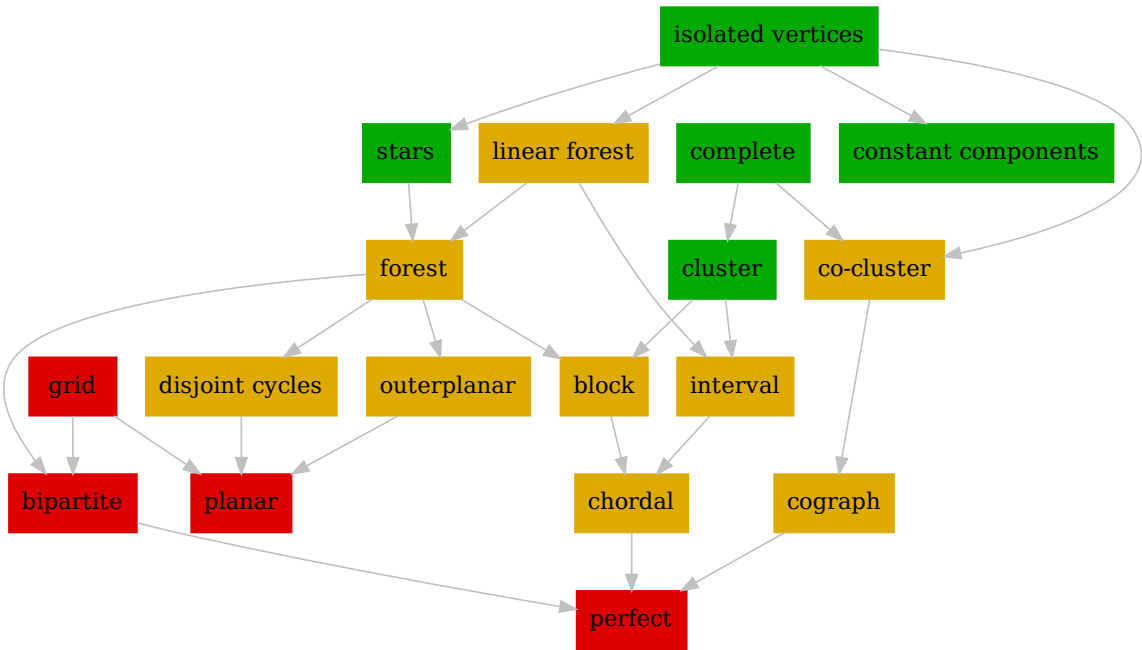 isolated vertices
stars
linear forest
complete
constant components
forest
cluster
co-cluster
grid
disjoint cycles
outerplanar
block
interval
bipartite
planar
chordal
cograph
perfect